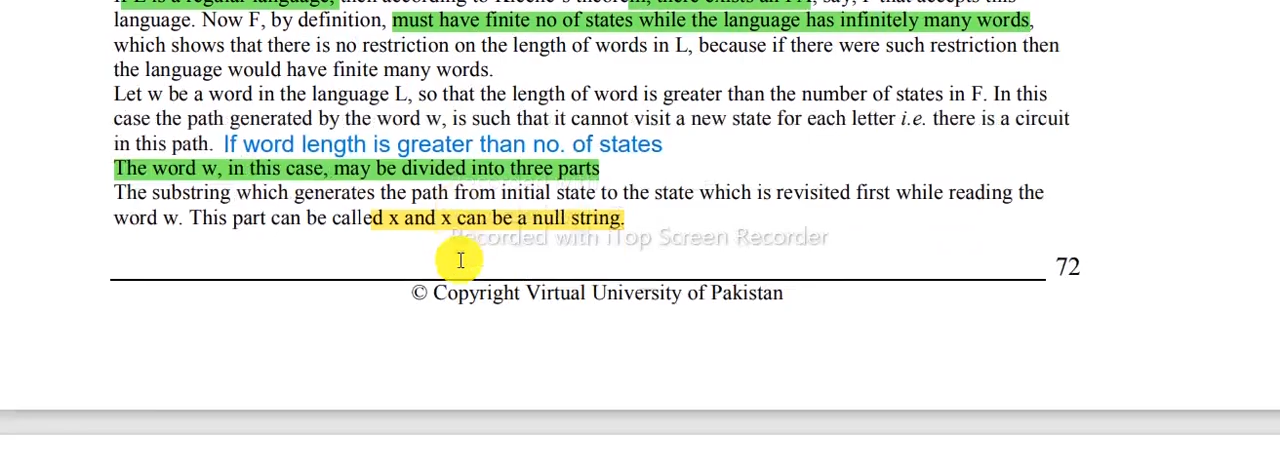 language. Now F, by definition, must have finite no of states while the language has infinitely many words,
which shows that there is no restriction on the length of words in L, because if there were such restriction then
the language would have finite many words.
Let w be a word in the language L, so that the length of word is greater than the number of states in F. In this
case the path generated by the word w, is such that it cannot visit a new state for each letter i.e. there is a circuit
in this path. If word length is greater than no. of states
The word w, in this case, may be divided into three parts
The substring which generates the path from initial state to the state which is revisited first while reading the
word w. This part can be called x and x can be a null string.
Recorded with iTop Screen Recorder
72
© Copyright Virtual University of Pakistan